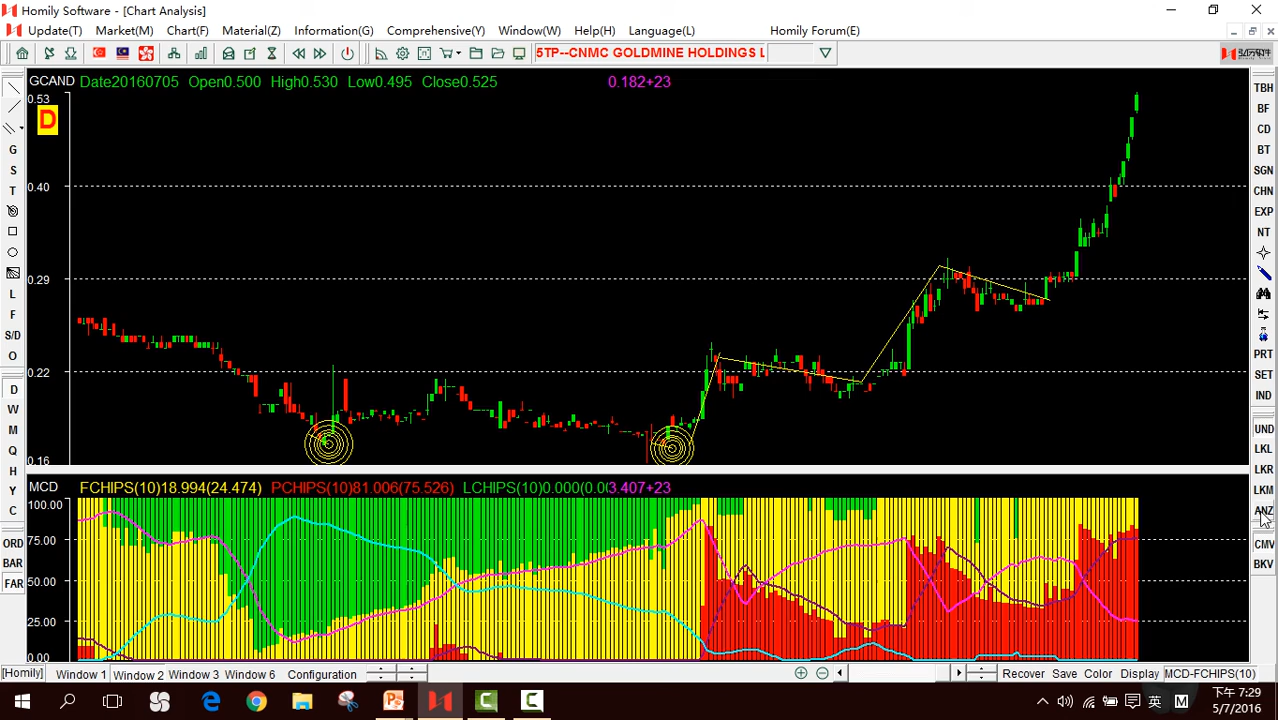 Homily Software - [Chart Analysis]
Update(T) Market(M) Chart(F) Material(Z) Information(G) Comprehensive(Y) Window(W) Help(H) Language(L) Homily Forum(E)
5TP--CNMC GOLDMINE HOLDINGS L
GCAND Date20160705 Open0.500 High0.530 Low0.495 Close0.525 0.182+23
0.53
D
0.40
0.29
0.22
0.16
MCD FCHIPS(10)18.994(24.474) PCHIPS(10)81.006(75.526) LCHIPS(10)0.000(0.00 3.407+23
100.00
75.00
50.00
25.00
0.00
G
S
T
L
F
S/D
O
D
W
M
Q
H
Y
C
ORD
BAR
FAR
TBH
BF
CD
BT
SGN
CHN
EXP
NT
PRT
SET
IND
UND
LKL
LKR
LKM
ANZ
CMV
BKV
[Homily] Window 1 Window 2 Window 3 Window 6 Configuration Recover Save Color Display MCD-FCHIPS(10)
英 M 下午 7:29
5/7/2016